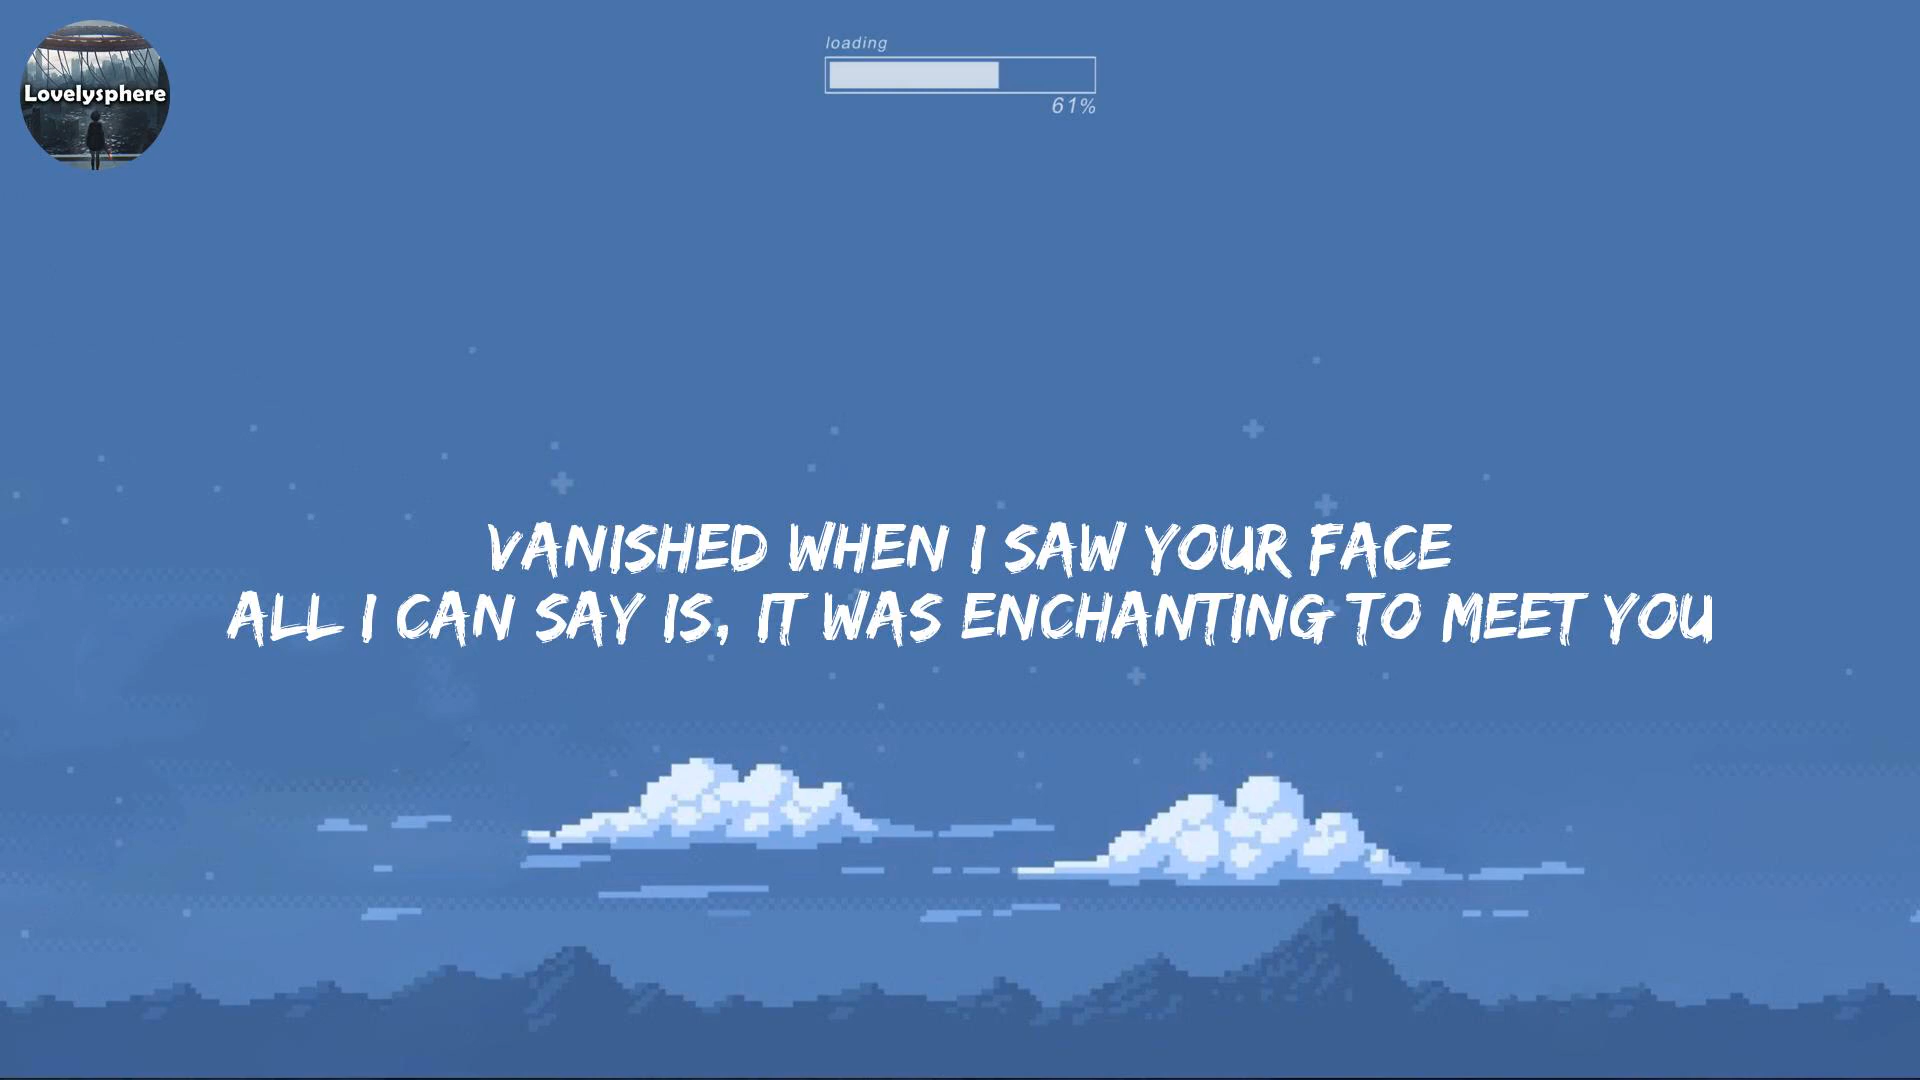 Lovelysphere
loading
61%
VANISHED WHEN I SAW YOUR FACE
ALL I CAN SAY IS, IT WAS ENCHANTING TO MEET YOU